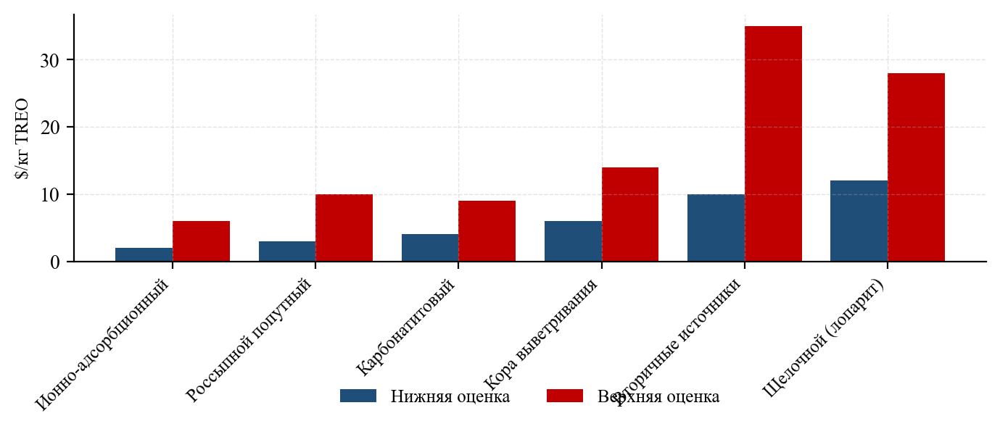 $/кг TREO
30
20
10
0
Ионно-адсорбционный
Россыпной попутный
Карбонатитовый
Кора выветривания
Вторичные источники
Щелочной (лопарит)
Нижняя оценка
Верхняя оценка